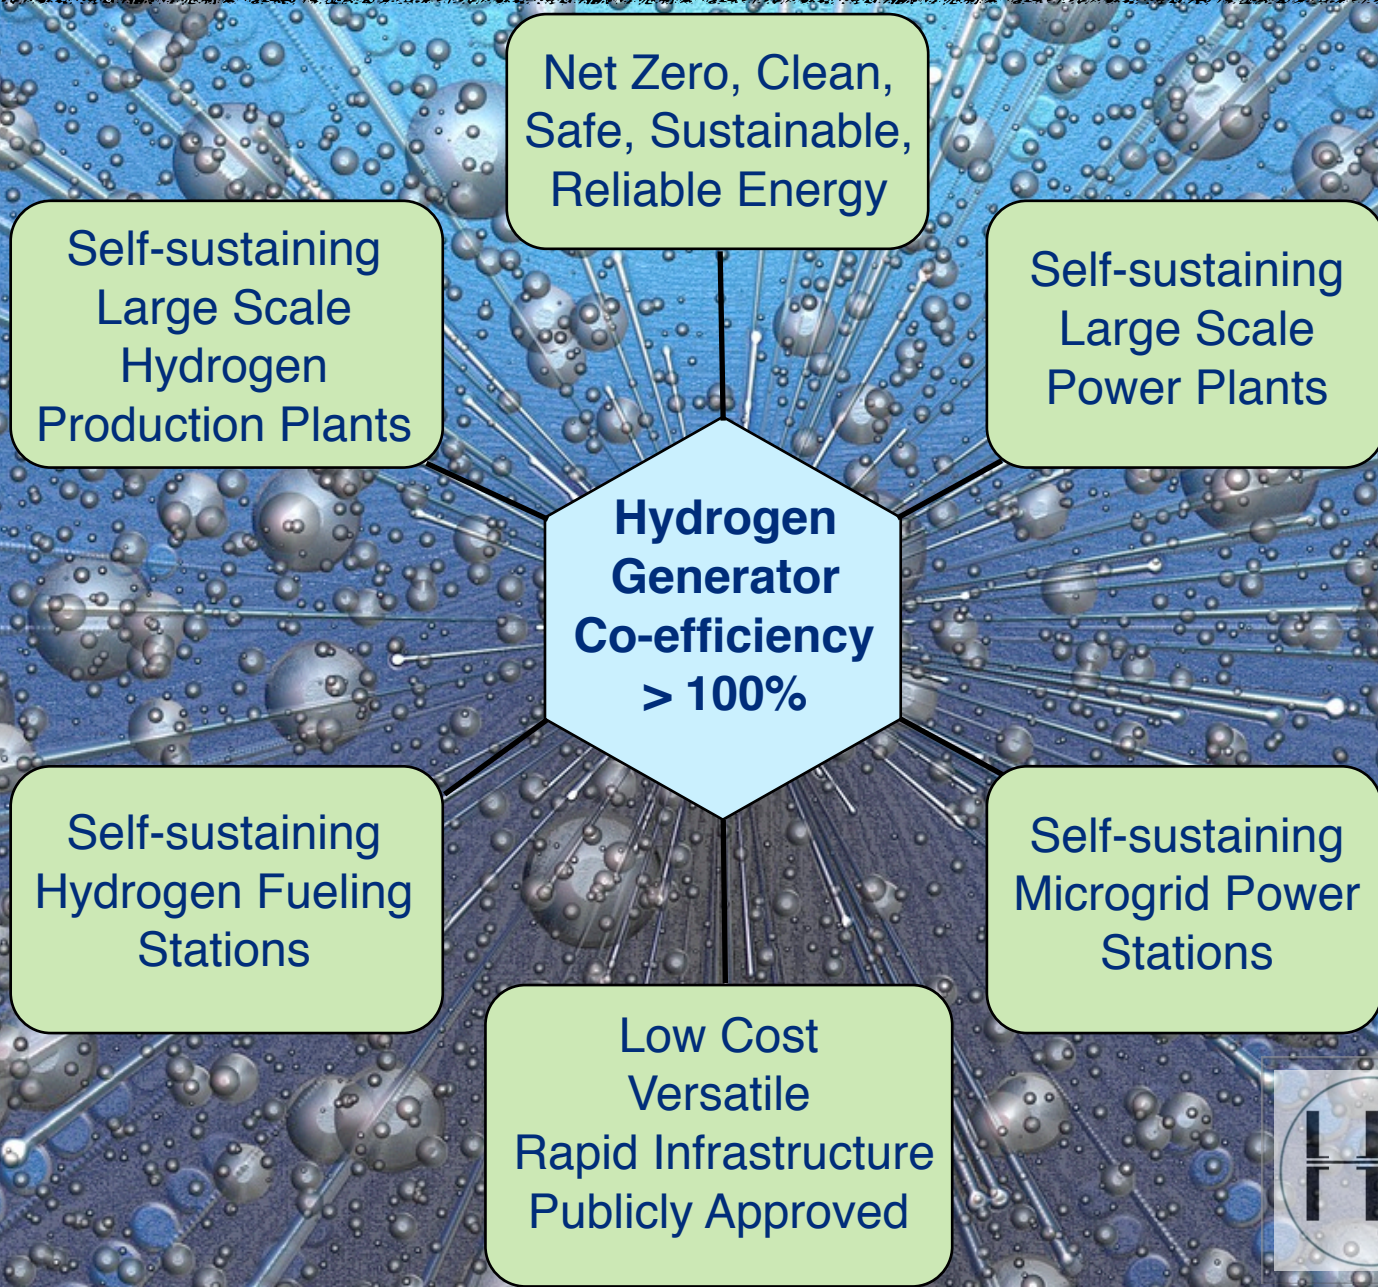 Net Zero, Clean,
Safe, Sustainable,
Reliable Energy
Self-sustaining
Large Scale
Hydrogen
Production Plants
Self-sustaining
Large Scale
Power Plants
Hydrogen
Generator
Co-efficiency
> 100%
Self-sustaining
Hydrogen Fueling
Stations
Self-sustaining
Microgrid Power
Stations
Low Cost
Versatile
Rapid Infrastructure
Publicly Approved